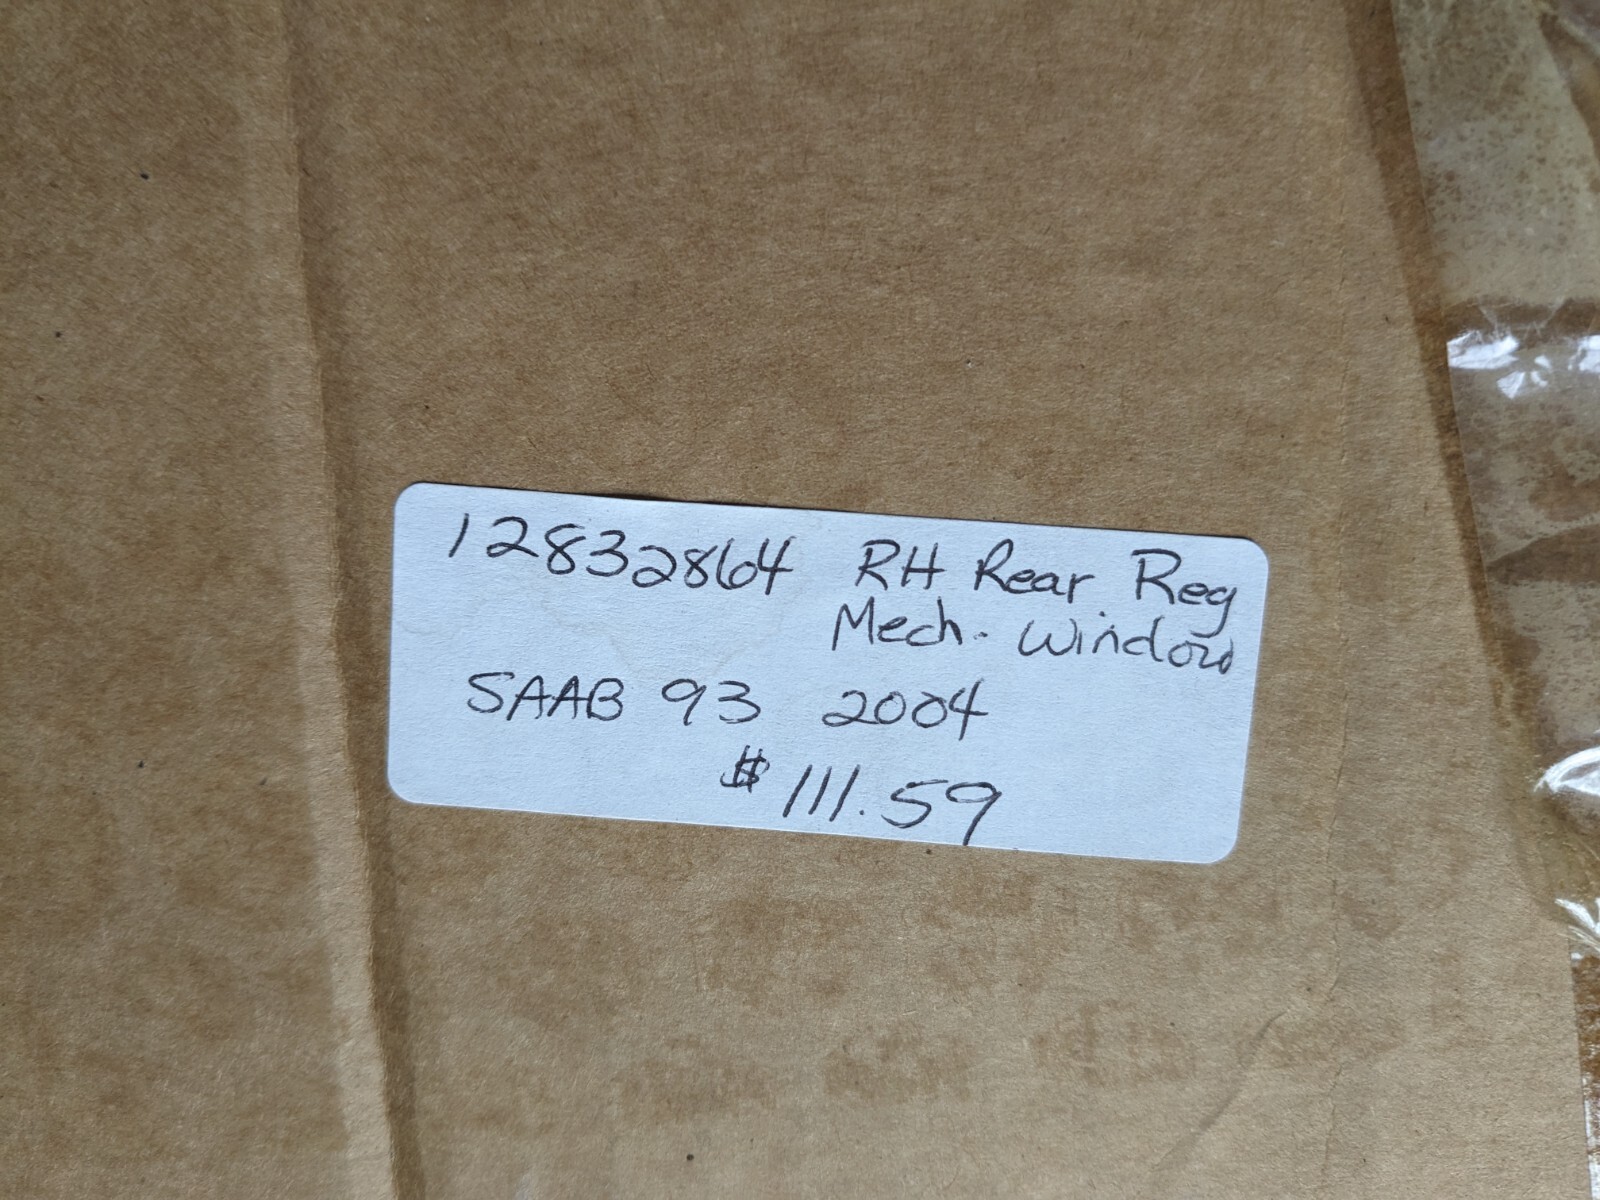 12832864 RH Rear Reg
Mech. Window
SAAB 93 2004
$111.59